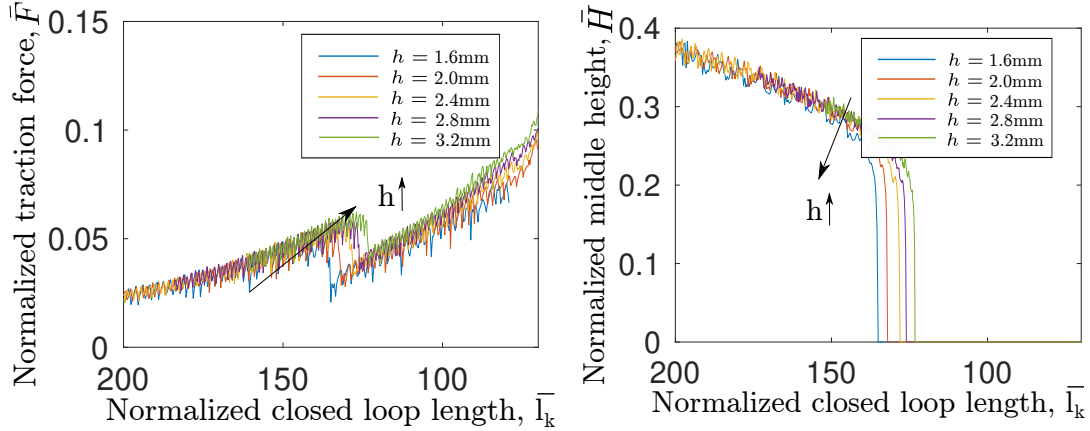 Normalized traction force, F̄
0.15
0.1
0.05
0
h = 1.6mm
h = 2.0mm
h = 2.4mm
h = 2.8mm
h = 3.2mm
h↑
200 150 100
Normalized closed loop length, l̄_k
Normalized middle height, H̄
0.4
0.3
0.2
0.1
0
h = 1.6mm
h = 2.0mm
h = 2.4mm
h = 2.8mm
h = 3.2mm
h↑
200 150 100
Normalized closed loop length, l̄_k